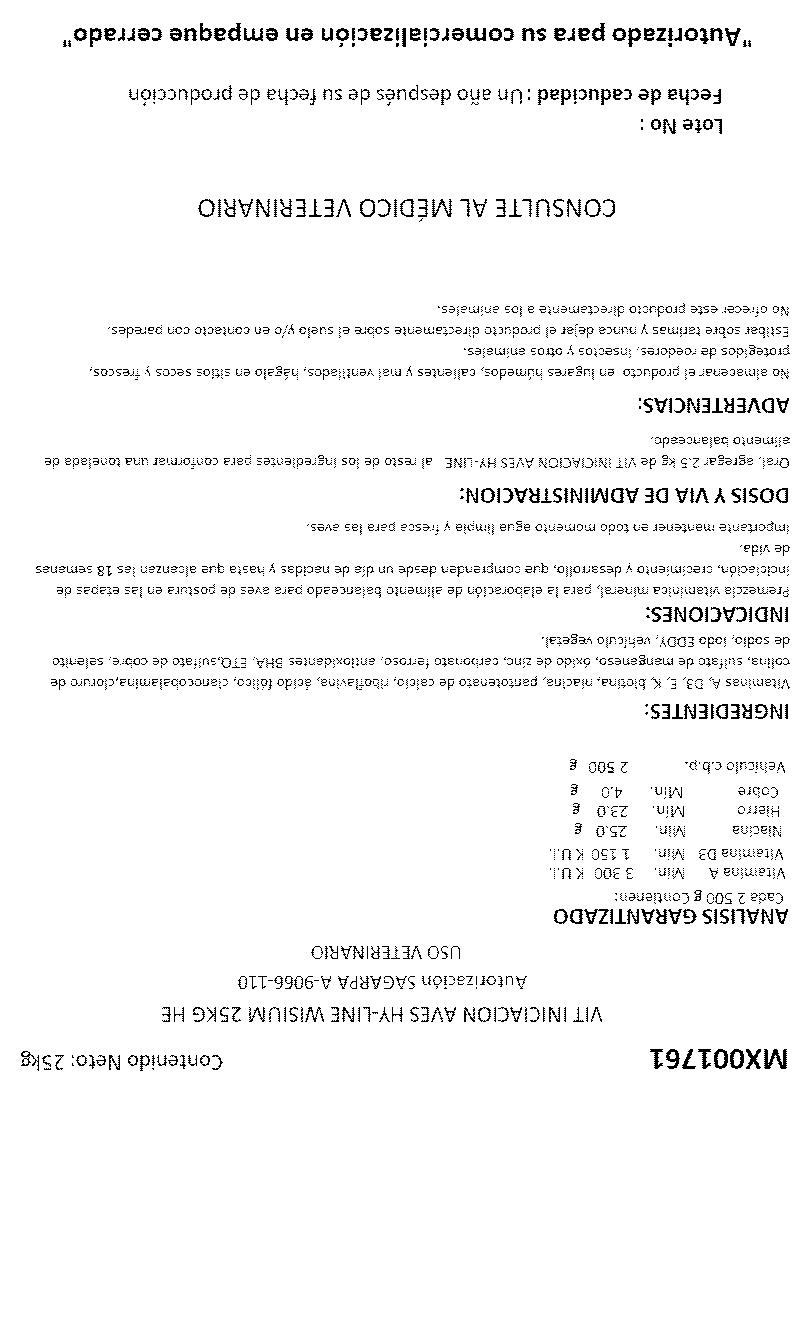 MX001761 Contenido Neto: 25kg
VIT INICIACION AVES HY-LINE WISIUM 25KG HE
Autorización SAGARPA A-9066-110
USO VETERINARIO
ANALISIS GARANTIZADO
Cada 2 500 g Contienen:
Vitamina A Min. 3 300 K U.I.
Vitamina D3 Min. 1 150 K U.I.
Niacina Min. 25.0 g
Hierro Min. 23.0 g
Cobre Min. 4.0 g
Vehiculo c.b.p. 2 500 g
INGREDIENTES:
Vitaminas A, D3, E, K, biotina, niacina, pantotenato de calcio, riboflavina, ácido fólico, cianocobalamina,cloruro de
colina, sulfato de manganeso, óxido de zinc, carbonato ferroso, antioxidantes BHA, ETQ,sulfato de cobre, selenito
de sodio, iodo EDDY, vehículo vegetal.
INDICACIONES:
Premezcla vitamínica mineral, para la elaboración de alimento balanceado para aves de postura en las etapas de
inicitación, crecimiento y desarrollo, que comprenden desde un día de nacidas y hasta que alcanzan las 18 semanas
de vida.
Importante mantener en todo momento agua limpia y fresca para las aves.
DOSIS Y VIA DE ADMINISTRACION:
Oral, agregar 2.5 kg de VIT INICIACION AVES HY-LINE al resto de los ingredientes para conformar una tonelada de
alimento balanceado.
ADVERTENCIAS:
No almacenar el producto en lugares húmedos, calientes y mal ventilados, hágalo en sitios secos y frescos,
protegidos de roedores, insectos y otros animales.
Estibar sobre tarimas y nunca dejar el producto directamente sobre el suelo y/o en contacto con paredes.
No ofrecer este producto directamente a los animales.
CONSULTE AL MÉDICO VETERINARIO
Lote No :
Fecha de caducidad : Un año después de su fecha de producción
"Autorizado para su comercialización en empaque cerrado"